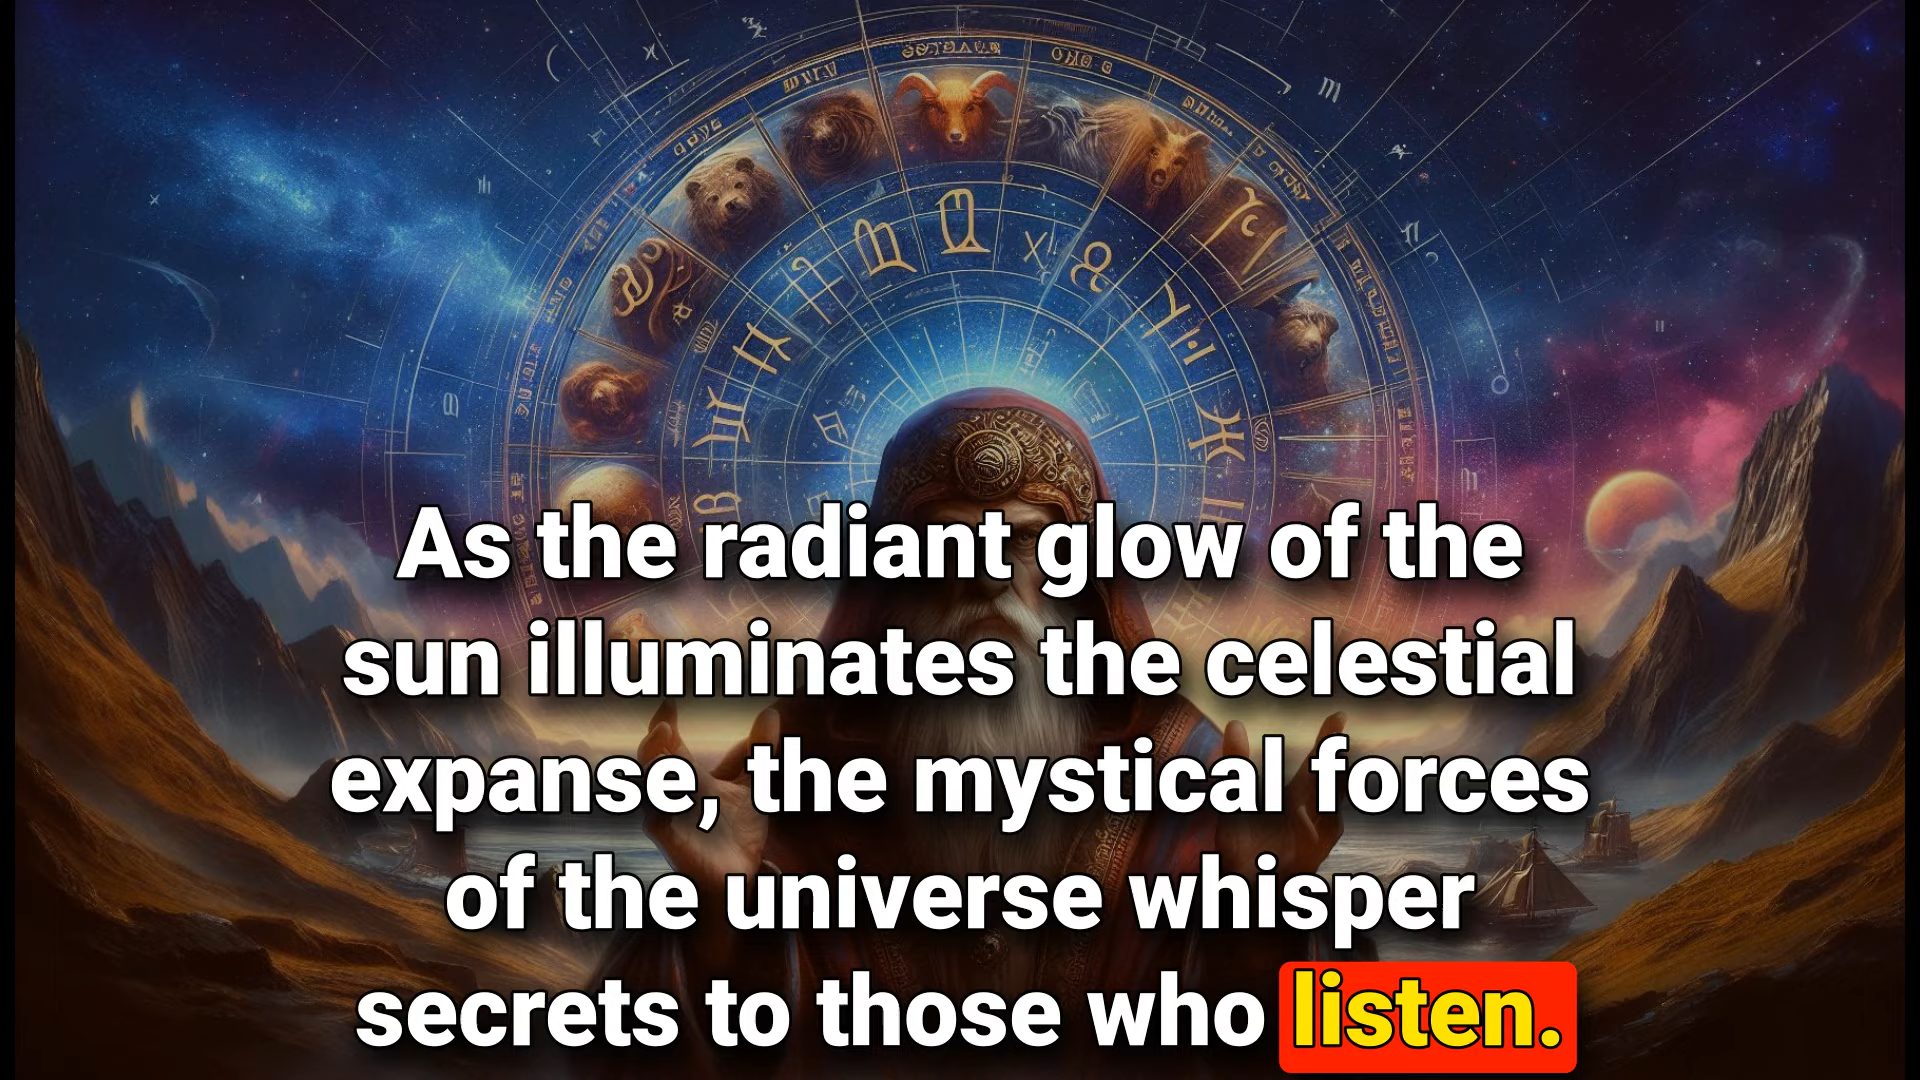 As the radiant glow of the
sun illuminates the celestial
expanse, the mystical forces
of the universe whisper
secrets to those who listen.